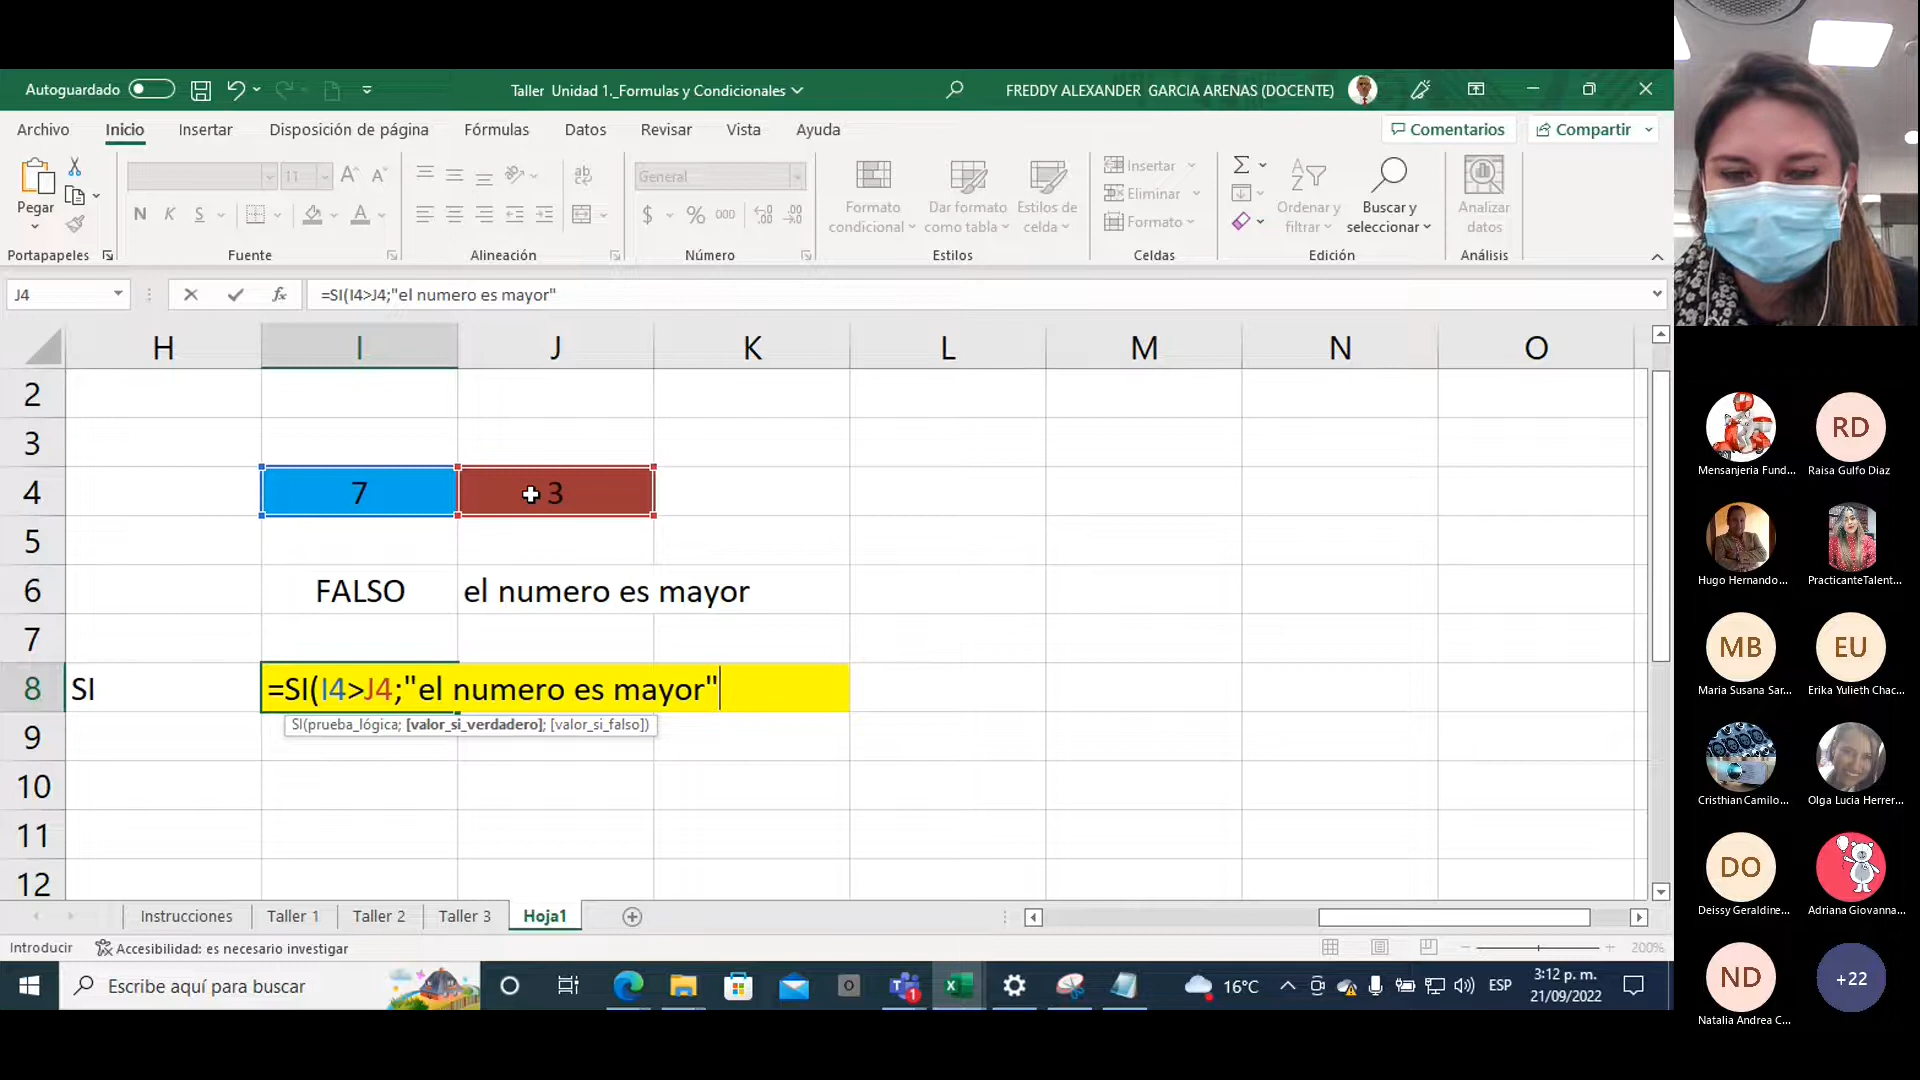 Autoguardado
Taller Unidad 1._Formulas y Condicionales
FREDDY ALEXANDER GARCIA ARENAS (DOCENTE)
Archivo Inicio Insertar Disposición de página Fórmulas Datos Revisar Vista Ayuda
Comentarios Compartir
Pegar
Portapapeles
11
N K S
Fuente
ab
Alineación
General
$ % 000
Número
Formato condicional
Dar formato como tabla
Estilos de celda
Estilos
Insertar
Eliminar
Formato
Celdas
Ordenar y filtrar
Buscar y seleccionar
Edición
Analizar datos
Análisis
J4
fx
=SI(I4>J4;"el numero es mayor"
H I J K L M N O
2
3
4 7 3
5
6 FALSO el numero es mayor
7
8 SI =SI(I4>J4;"el numero es mayor"
SI(prueba_lógica; [valor_si_verdadero]; [valor_si_falso])
9
10
11
12
Instrucciones Taller 1 Taller 2 Taller 3 Hoja1
Introducir
Accesibilidad: es necesario investigar
200%
Escribe aquí para buscar
16°C
ESP
3:12 p. m.
21/09/2022
Mensanjeria Fund...
RD
Raisa Gulfo Diaz
Hugo Hernando...
PracticanteTalent...
MB
Maria Susana Sar...
EU
Erika Yulieth Chac...
Cristhian Camilo...
Olga Lucia Herrer...
DO
Deissy Geraldine...
Adriana Giovanna...
ND
Natalia Andrea C...
+22